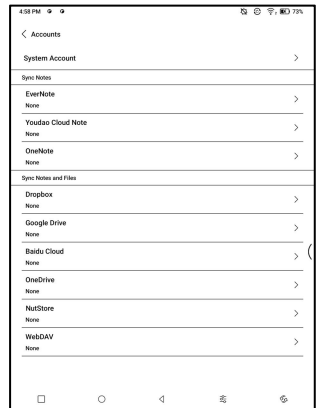 4:58 PM 73%
Accounts
System Account
Sync Notes
EverNote
None
Youdao Cloud Note
None
OneNote
None
Sync Notes and Files
Dropbox
None
Google Drive
None
Baidu Cloud
None
OneDrive
None
NutStore
None
WebDAV
None